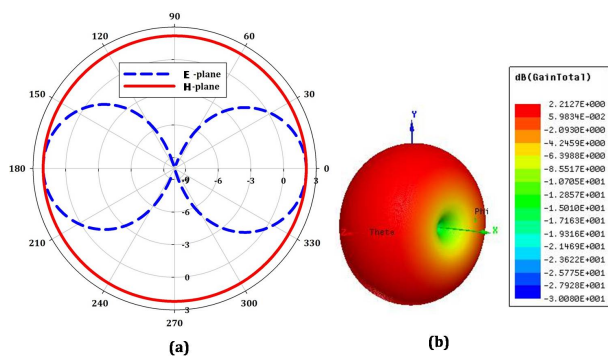 90
120
60
E -plane
H-plane
150
30
180
-9
-6
-3
0
3
0
-6
-3
0
3
210
330
240
300
270
(a)
Y
Phi
Theta
X
(b)
dB(GainTotal)
2.2127E+000
5.9834E-002
-2.0930E+000
-4.2459E+000
-6.3988E+000
-8.5517E+000
-1.0705E+001
-1.2857E+001
-1.5010E+001
-1.7163E+001
-1.9316E+001
-2.1469E+001
-2.3622E+001
-2.5775E+001
-2.7928E+001
-3.0080E+001